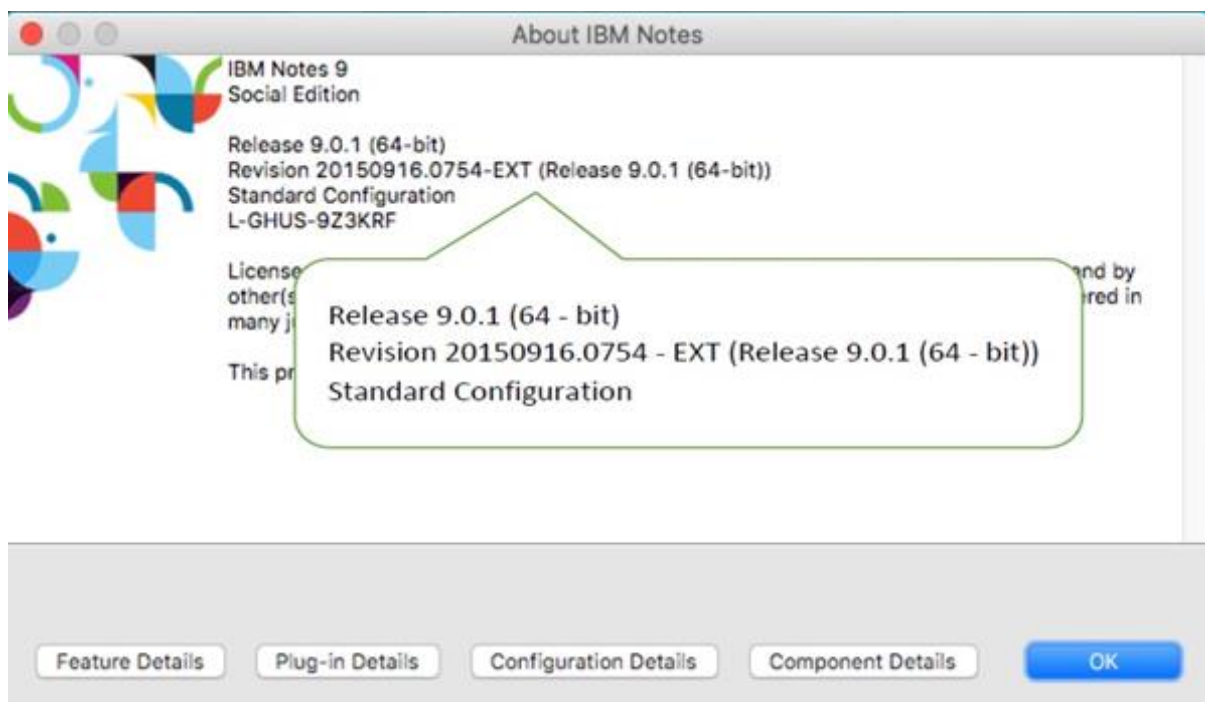 About IBM Notes
IBM Notes 9
Social Edition
Release 9.0.1 (64-bit)
Revision 20150916.0754-EXT (Release 9.0.1 (64-bit))
Standard Configuration
L-GHUS-9Z3KRF
License
and by
many
in
This
Release 9.0.1 (64 - bit)
Revision 20150916.0754 - EXT (Release 9.0.1 (64 - bit))
Standard Configuration
Feature Details
Plug-in Details
Configuration Details
Component Details
OK